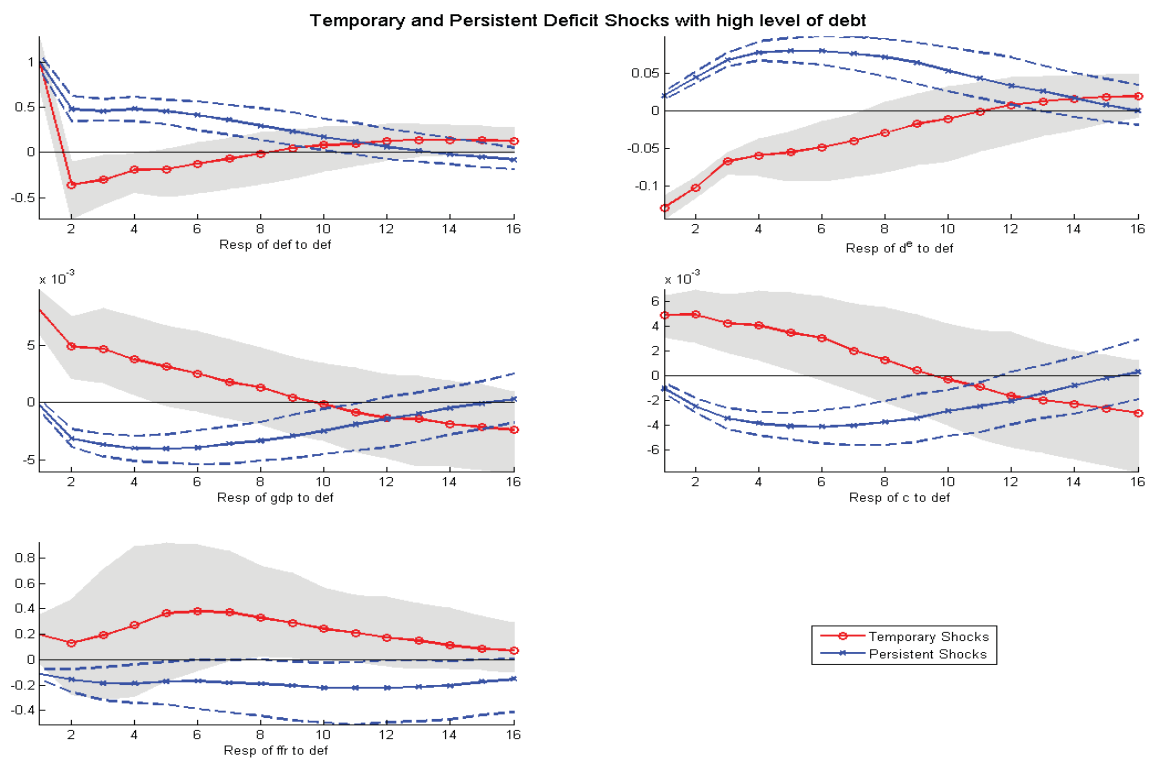 Temporary and Persistent Deficit Shocks with high level of debt
1
0.5
0
-0.5
2 4 6 8 10 12 14 16
Resp of def to def
0.05
0
-0.05
-0.1
2 4 6 8 10 12 14 16
Resp of dᵉ to def
x 10⁻³
5
0
-5
2 4 6 8 10 12 14 16
Resp of gdp to def
x 10⁻³
6
4
2
0
-2
-4
-6
2 4 6 8 10 12 14 16
Resp of c to def
0.8
0.6
0.4
0.2
0
-0.2
-0.4
2 4 6 8 10 12 14 16
Resp of ffr to def
Temporary Shocks
Persistent Shocks